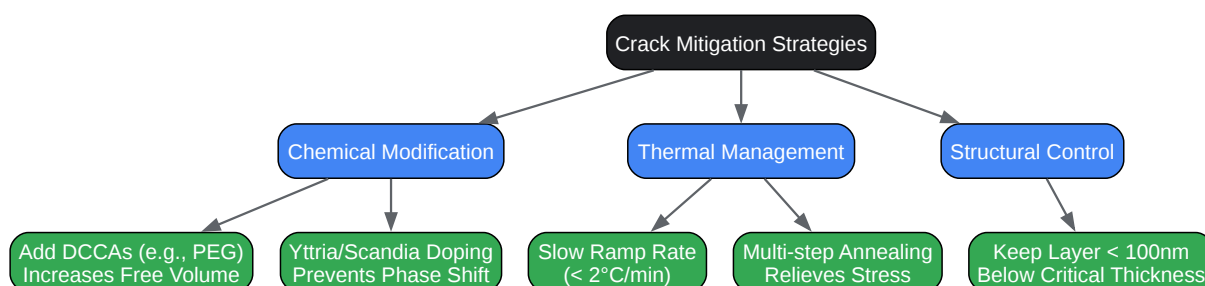 Crack Mitigation Strategies
Chemical Modification
Thermal Management
Structural Control
Add DCCAs (e.g., PEG)
Increases Free Volume
Yttria/Scandia Doping
Prevents Phase Shift
Slow Ramp Rate
(< 2°C/min)
Multi-step Annealing
Relieves Stress
Keep Layer < 100nm
Below Critical Thickness